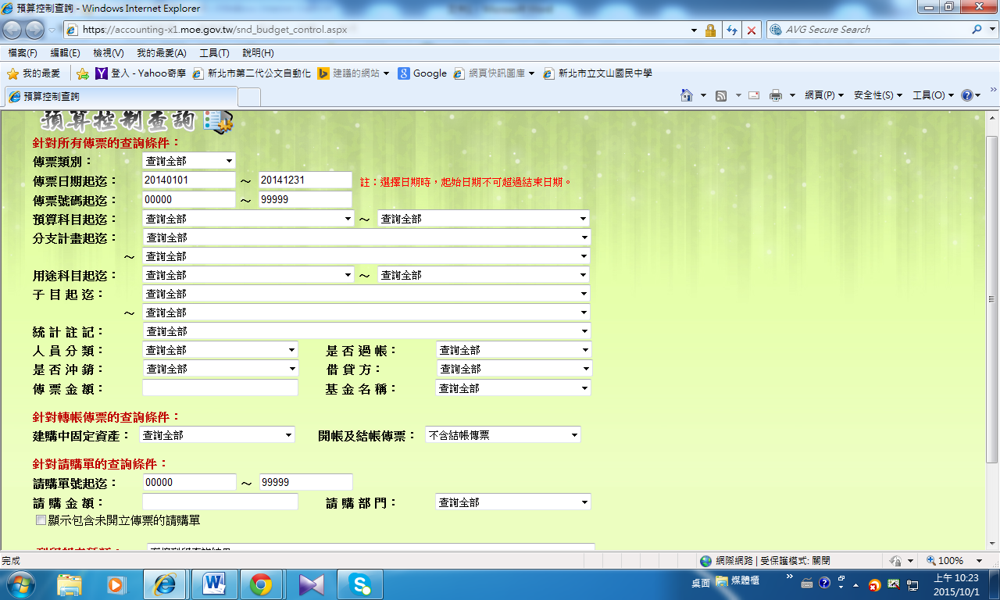 預算控制查詢 - Windows Internet Explorer
https://accounting-x1.moe.gov.tw/snd_budget_control.aspx
AVG Secure Search
檔案(F) 編輯(E) 檢視(V) 我的最愛(A) 工具(T) 說明(H)
我的最愛 登入 - Yahoo奇摩 新北市第二代公文自動化 建議的網站 Google 網頁快訊圖庫 新北市立文山國民中學
預算控制查詢 網頁(P) 安全性(S) 工具(O)
預算控制查詢
針對所有傳票的查詢條件：
傳票類別： 查詢全部
傳票日期起迄： 20140101 ～ 20141231 註：選擇日期時，起始日期不可超過結束日期。
傳票號碼起迄： 00000 ～ 99999
預算科目起迄： 查詢全部 ～ 查詢全部
分支計畫起迄： 查詢全部
～ 查詢全部
用途科目起迄： 查詢全部 ～ 查詢全部
子目起迄： 查詢全部
～ 查詢全部
統計註記： 查詢全部
人員分類： 查詢全部 是否過帳： 查詢全部
是否沖銷： 查詢全部 借貸方： 查詢全部
傳票金額： 基金名稱： 查詢全部
針對轉帳傳票的查詢條件：
建購中固定資產： 查詢全部 開帳及結帳傳票： 不含結帳傳票
針對請購單的查詢條件：
請購單號起迄： 00000 ～ 99999
請購金額： 請購部門： 查詢全部
顯示包含未開立傳票的請購單
完成 網際網路 | 受保護模式: 關閉 100%
桌面 媒體櫃 上午 10:23
2015/10/1